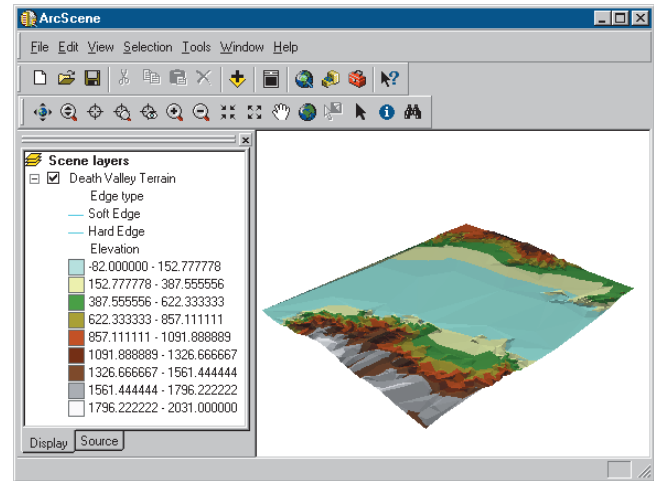 ArcScene
File Edit View Selection Tools Window Help
Scene layers
Death Valley Terrain
Edge type
Soft Edge
Hard Edge
Elevation
-82.000000 - 152.777778
152.777778 - 387.555556
387.555556 - 622.333333
622.333333 - 857.111111
857.111111 - 1091.888889
1091.888889 - 1326.666667
1326.666667 - 1561.444444
1561.444444 - 1796.222222
1796.222222 - 2031.000000
Display Source